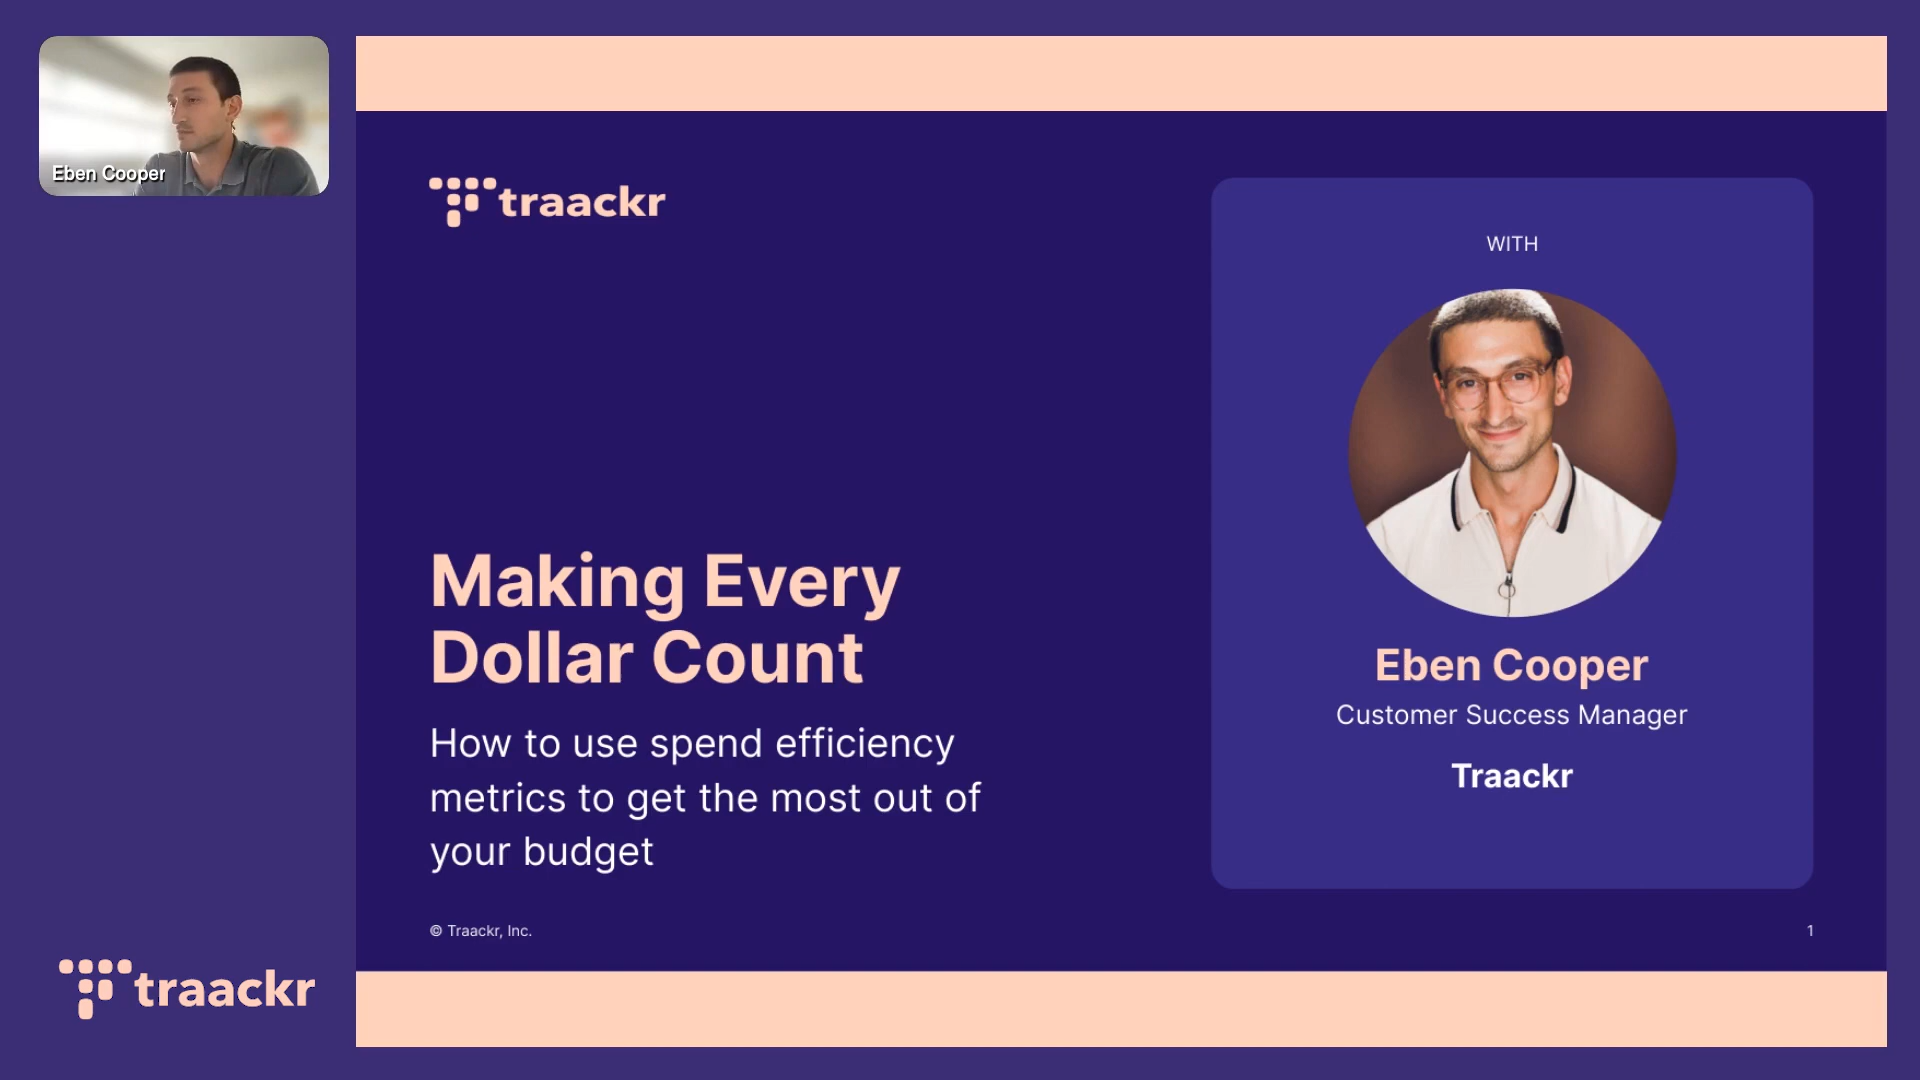 Eben Cooper
traackr
WITH
Making Every
Dollar Count
How to use spend efficiency
metrics to get the most out of
your budget
Eben Cooper
Customer Success Manager
Traackr
© Traackr, Inc.
1
traackr